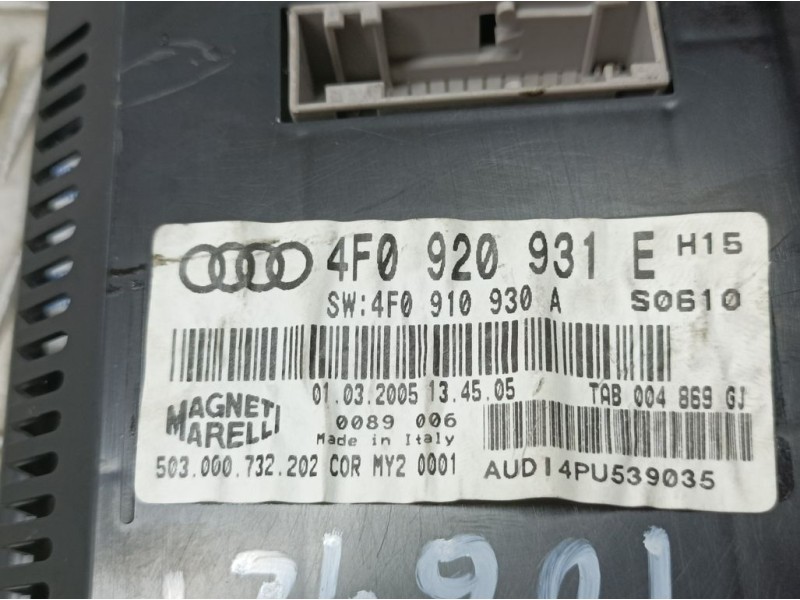 4F0 920 931 E H15
SW:4F0 910 930 A S0610
01.03.2005 13.45.05 TAB 004 869 GJ
MAGNETI MARELLI
0089 006
Made in Italy
503.000.732.202 COR MY2 0001 AUDI4PU539035